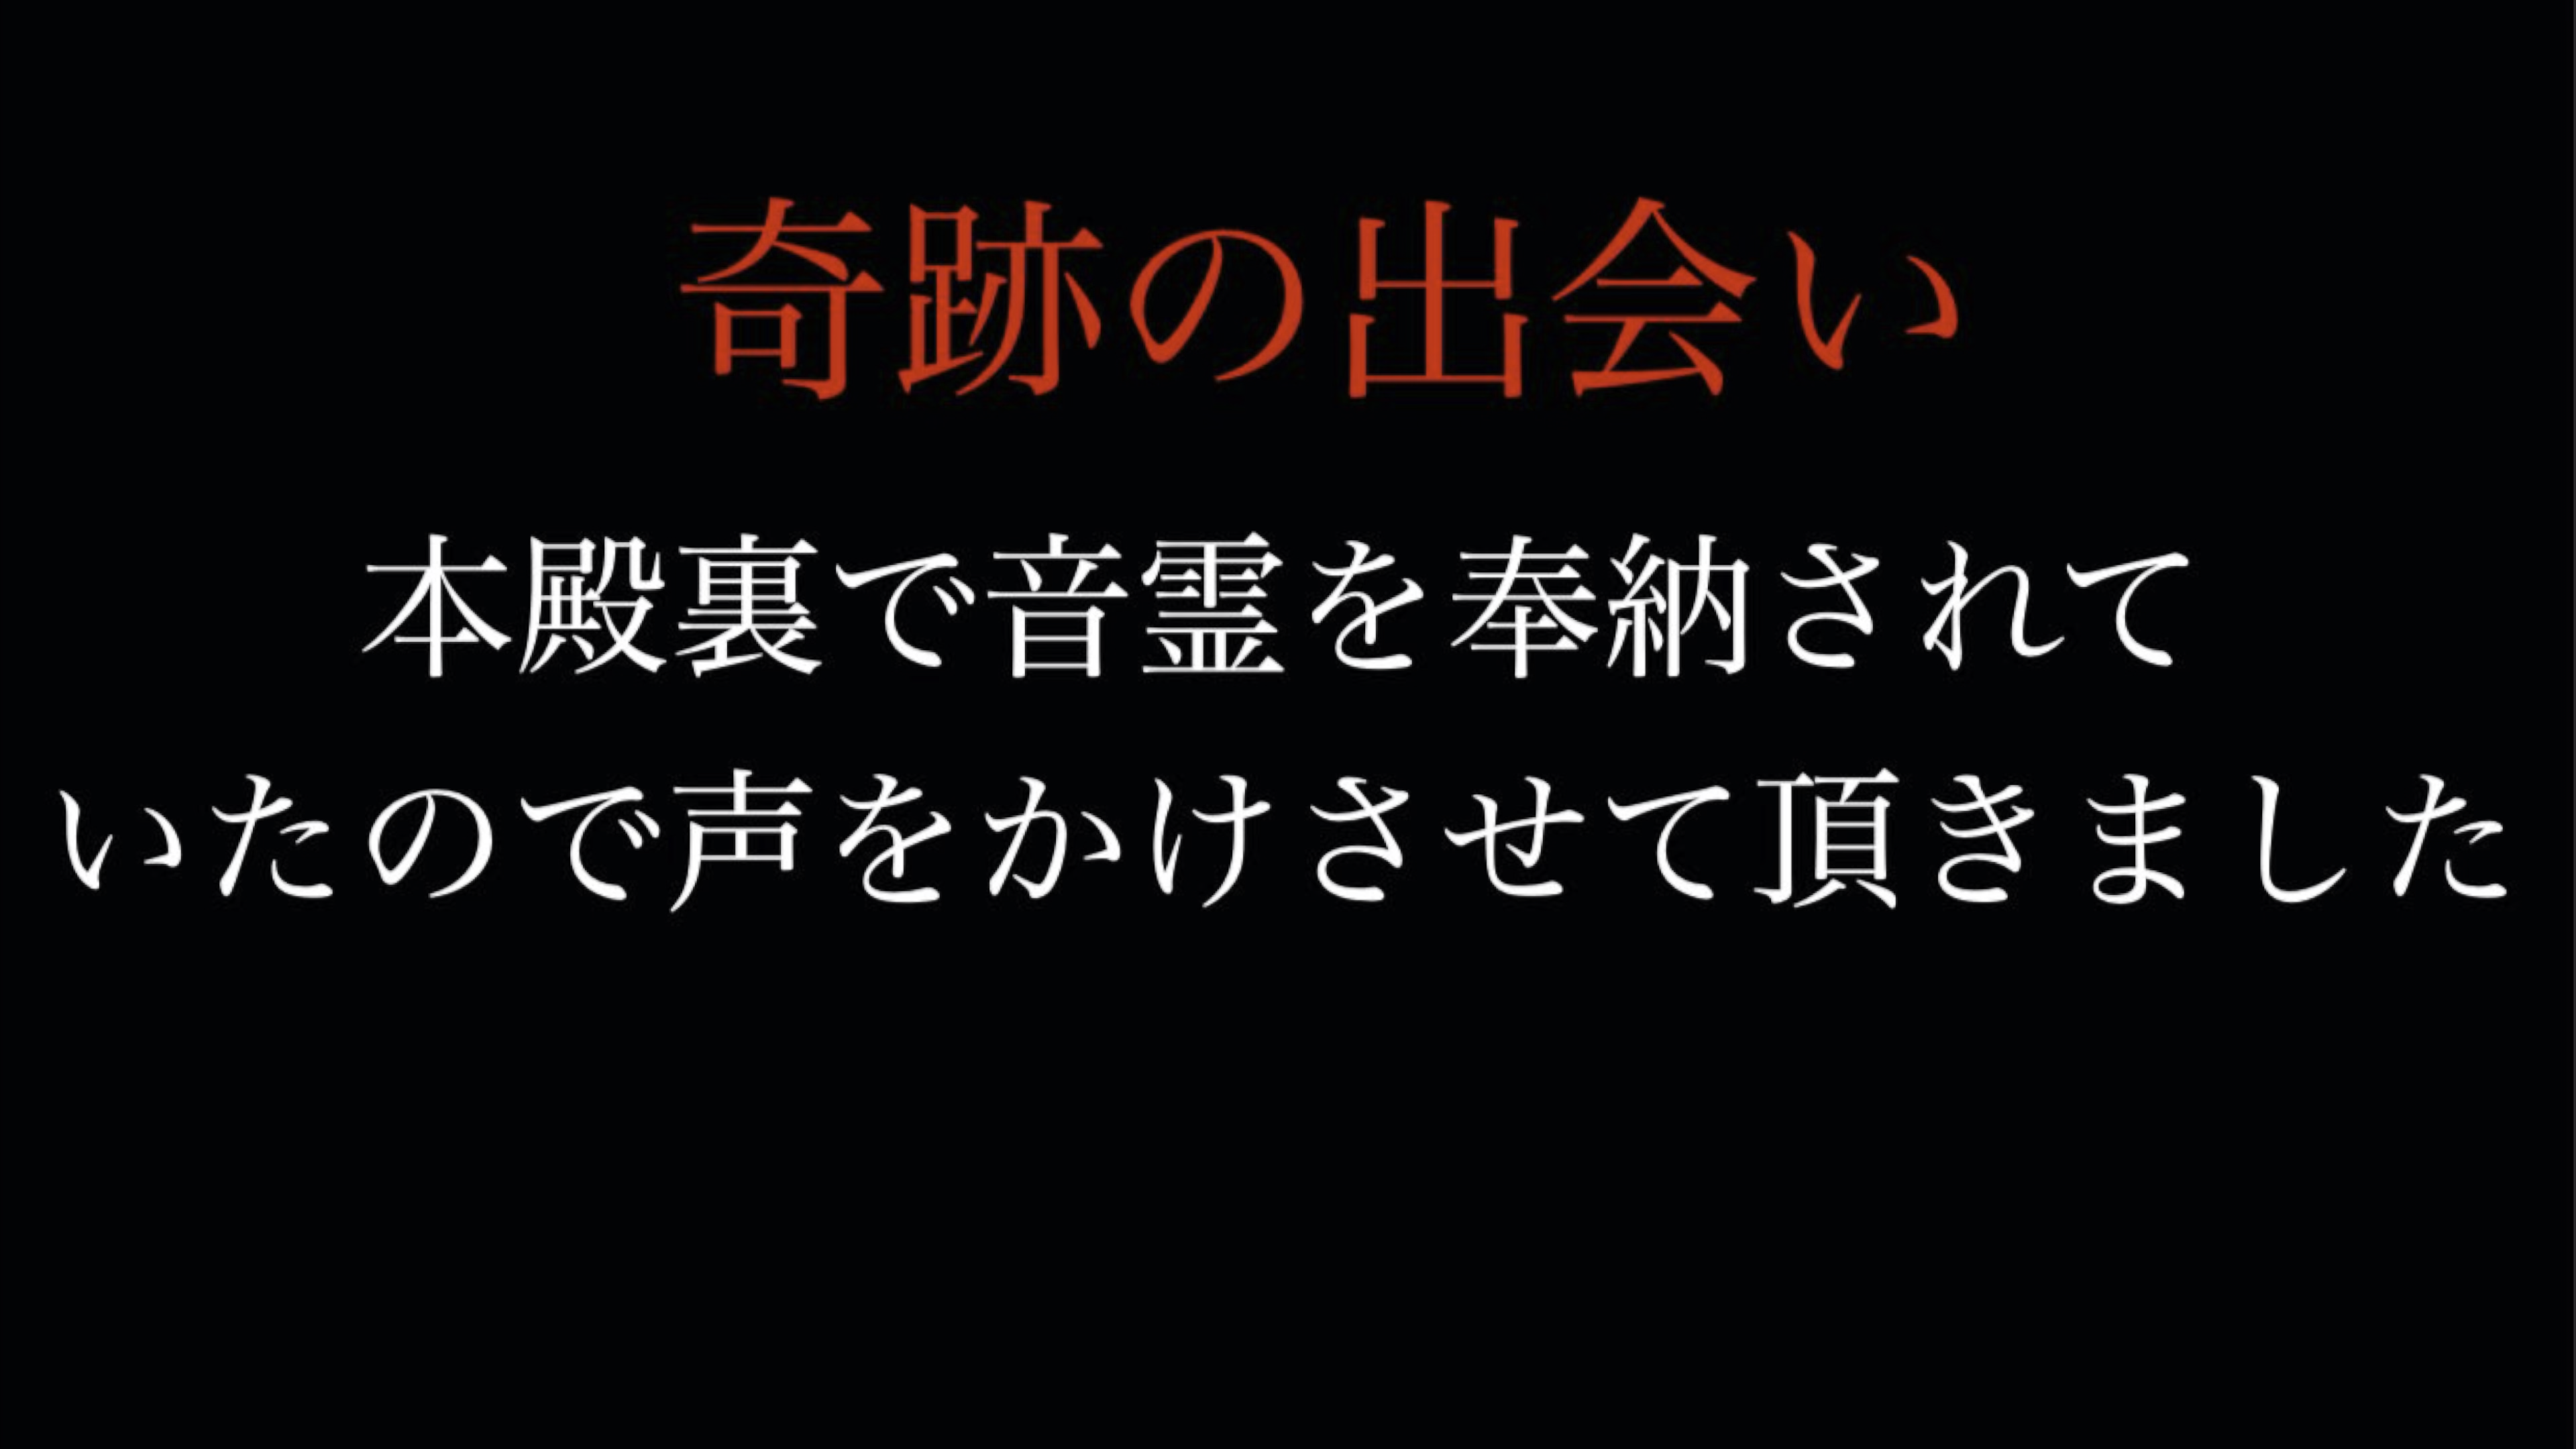 奇跡の出会い
本殿裏で音霊を奉納されて
いたので声をかけさせて頂きました